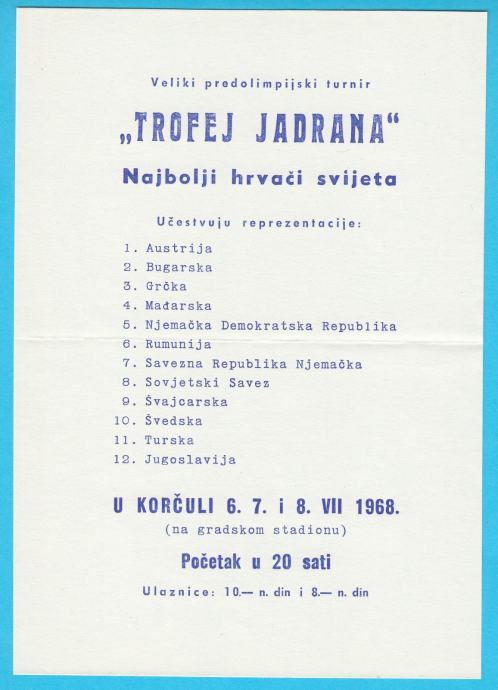 Veliki predolimpijski turnir
„TROFEJ JADRANA“
Najbolji hrvači svijeta
Učestvuju reprezentacije:
1. Austrija
2. Bugarska
3. Grčka
4. Mađarska
5. Njemačka Demokratska Republika
6. Rumunija
7. Savezna Republika Njemačka
8. Sovjetski Savez
9. Švajcarska
10. Švedska
11. Turska
12. Jugoslavija
U KORČULI 6. 7. i 8. VII 1968.
(na gradskom stadionu)
Početak u 20 sati
Ulaznice: 10.— n. din i 8.— n. din